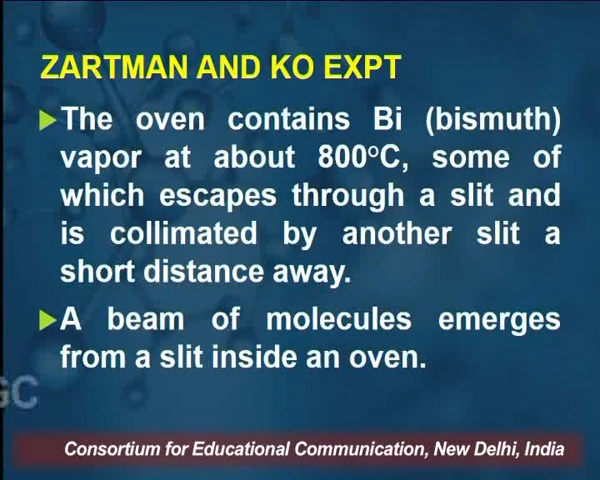 ZARTMAN AND KO EXPT
The oven contains Bi (bismuth)
vapor at about 800°C, some of
which escapes through a slit and
is collimated by another slit a
short distance away.
A beam of molecules emerges
from a slit inside an oven.
GC
Consortium for Educational Communication, New Delhi, India